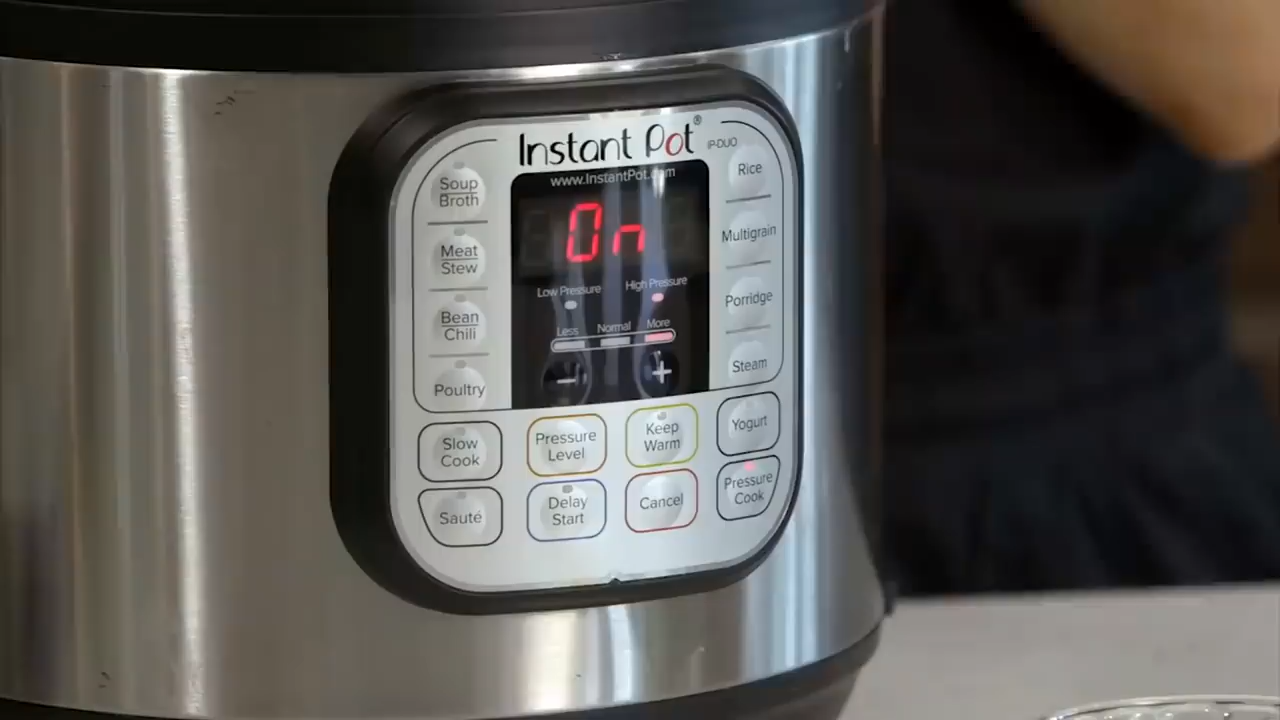 Instant Pot®
IP-DUO
www.InstantPot.com
On
Low Pressure
High Pressure
Less
Normal
More
−
+
Soup
Broth
Meat
Stew
Bean
Chili
Poultry
Rice
Multigrain
Porridge
Steam
Slow
Cook
Pressure
Level
Keep
Warm
Yogurt
Sauté
Delay
Start
Cancel
Pressure
Cook